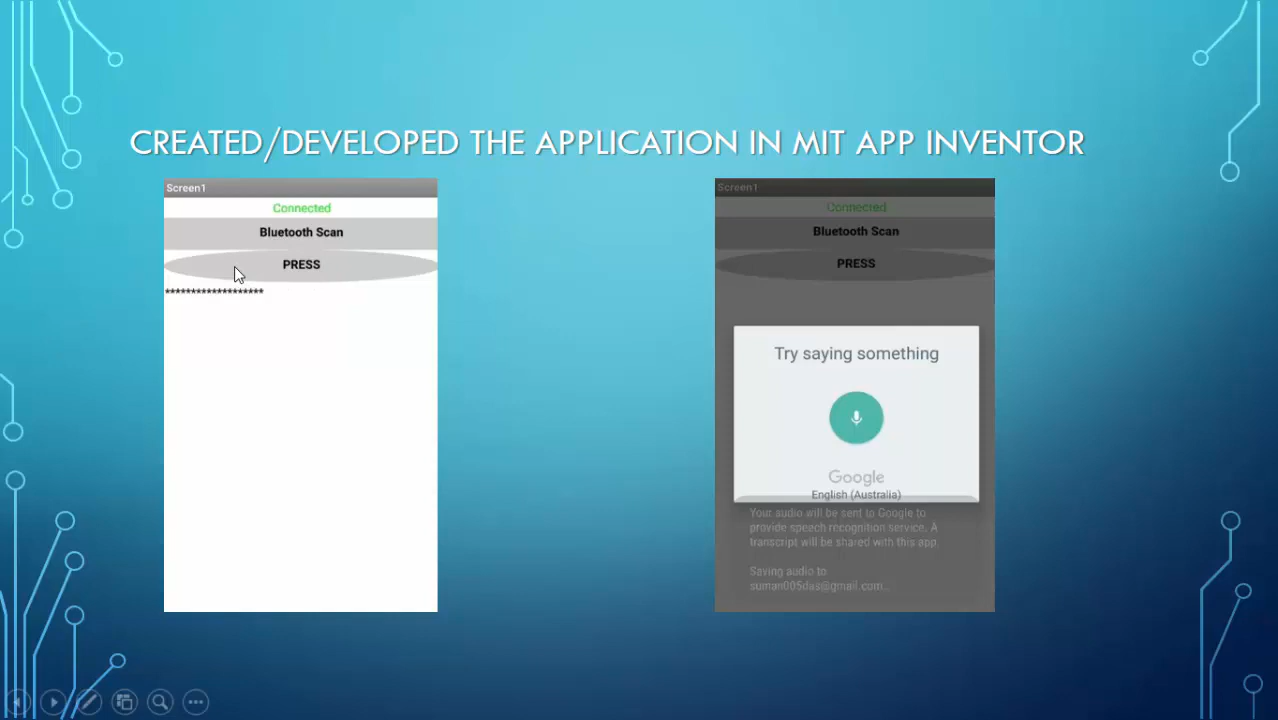 CREATED/DEVELOPED THE APPLICATION IN MIT APP INVENTOR
Screen1
Connected
Bluetooth Scan
PRESS
*******************
Screen1
Connected
Bluetooth Scan
PRESS
Try saying something
Google
English (Australia)
Your audio will be sent to Google to
provide speech recognition service. A
transcript will be shared with this app.
Saving audio to
suman005das@gmail.com..